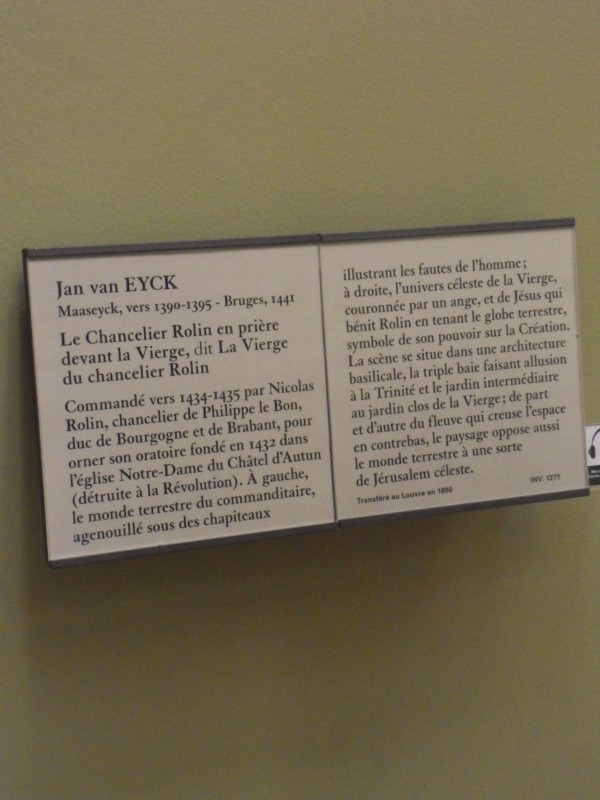 Jan van EYCK
Maaseyck, vers 1390-1395 - Bruges, 1441
Le Chancelier Rolin en prière
devant la Vierge, dit La Vierge
du chancelier Rolin
Commandé vers 1434-1435 par Nicolas
Rolin, chancelier de Philippe le Bon,
duc de Bourgogne et de Brabant, pour
orner son oratoire fondé en 1432 dans
l'église Notre-Dame du Châtel d'Autun
(détruite à la Révolution). À gauche,
le monde terrestre du commanditaire,
agenouillé sous des chapiteaux
illustrant les fautes de l'homme ;
à droite, l'univers céleste de la Vierge,
couronnée par un ange, et de Jésus qui
bénit Rolin en tenant le globe terrestre,
symbole de son pouvoir sur la Création.
La scène se situe dans une architecture
basilicale, la triple baie faisant allusion
à la Trinité et le jardin intermédiaire
au jardin clos de la Vierge ; de part
et d'autre du fleuve qui creuse l'espace
en contrebas, le paysage oppose aussi
le monde terrestre à une sorte
de Jérusalem céleste.
Transféré au Louvre en 1800
INV. 1271